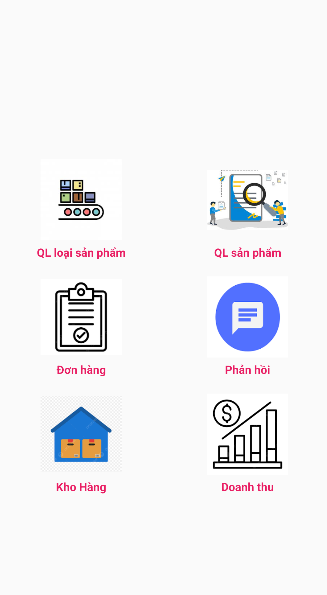 QL loại sản phẩm
QL sản phẩm
Đơn hàng
Phản hồi
Kho Hàng
Doanh thu